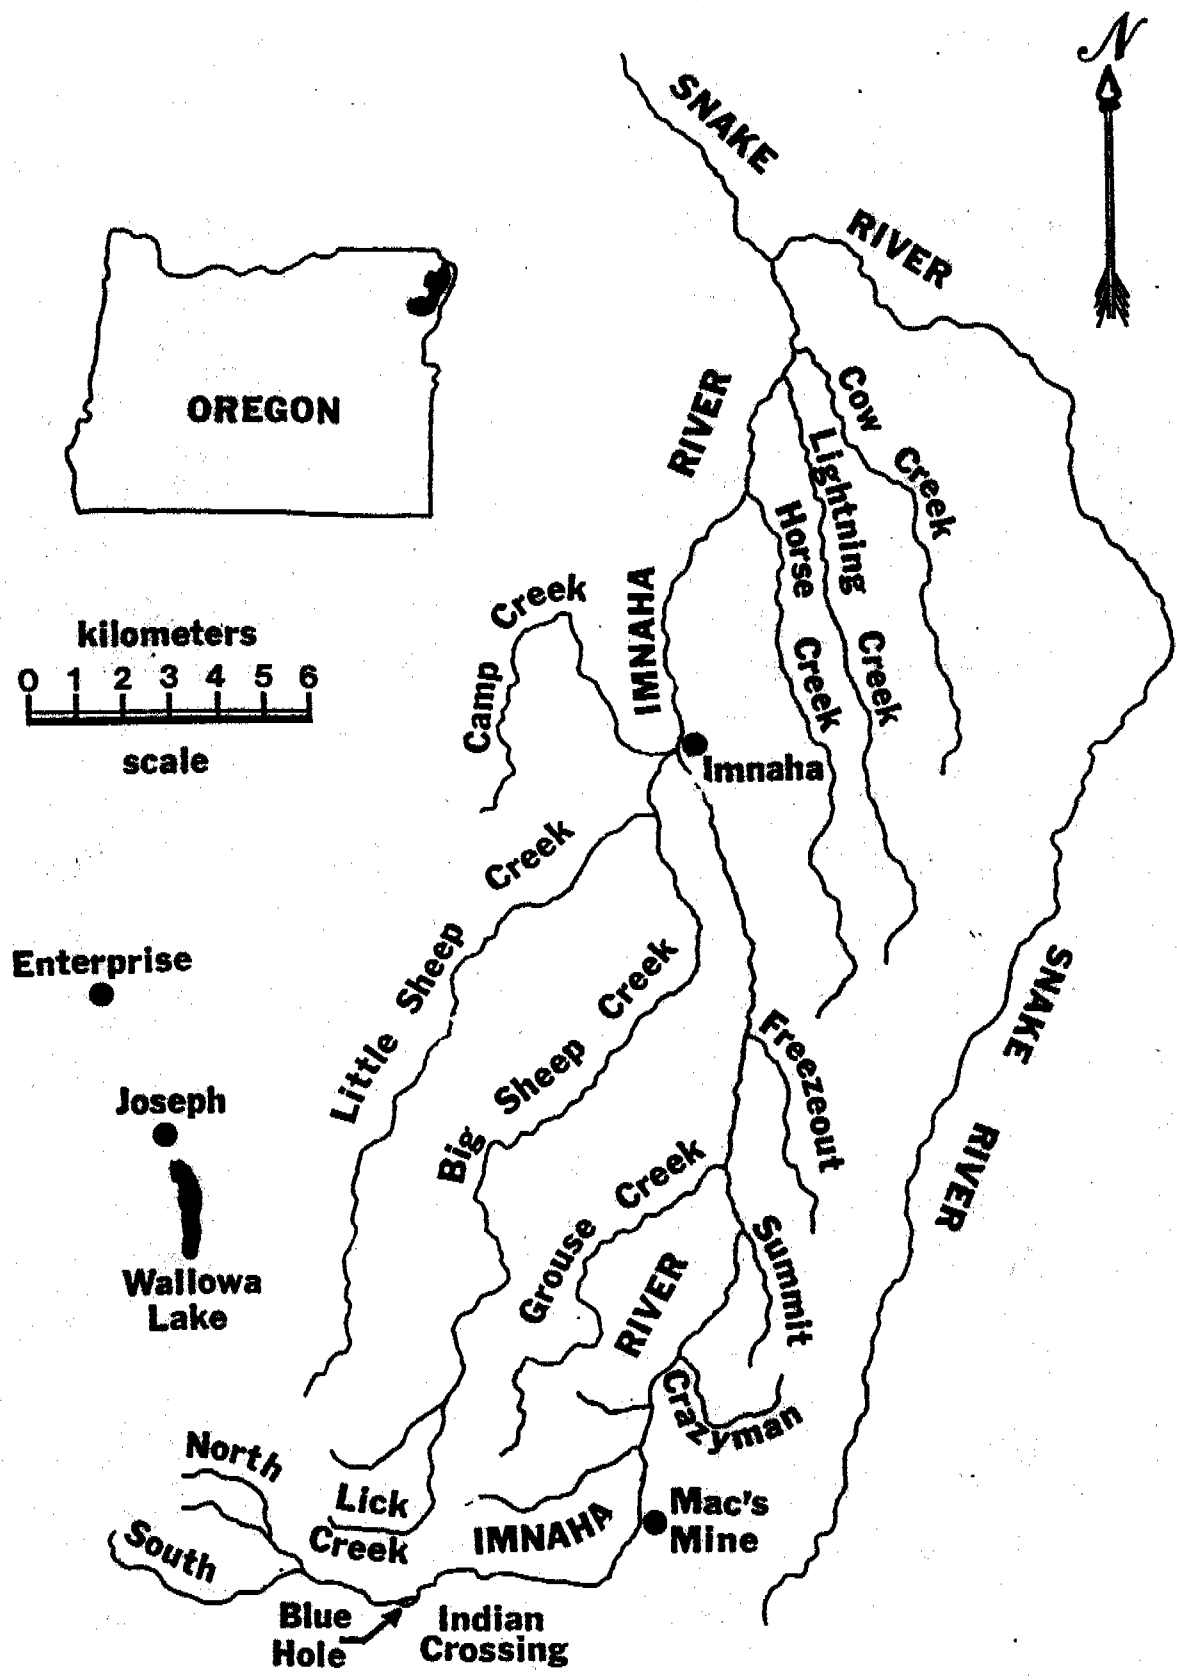 N
SNAKE RIVER
OREGON
RIVER
Cow Creek
Lightning Creek
Horse Creek
IMNAHA
Camp Creek
kilometers
0 1 2 3 4 5 6
scale
Imnaha
Little Sheep Creek
Big Sheep Creek
Enterprise
SNAKE RIVER
Freezeout
Joseph
Grouse Creek
Wallowa
Lake
Summit
RIVER
Crazyman
North
Lick
Creek
IMNAHA
Mac's
Mine
South
Blue
Hole
Indian
Crossing